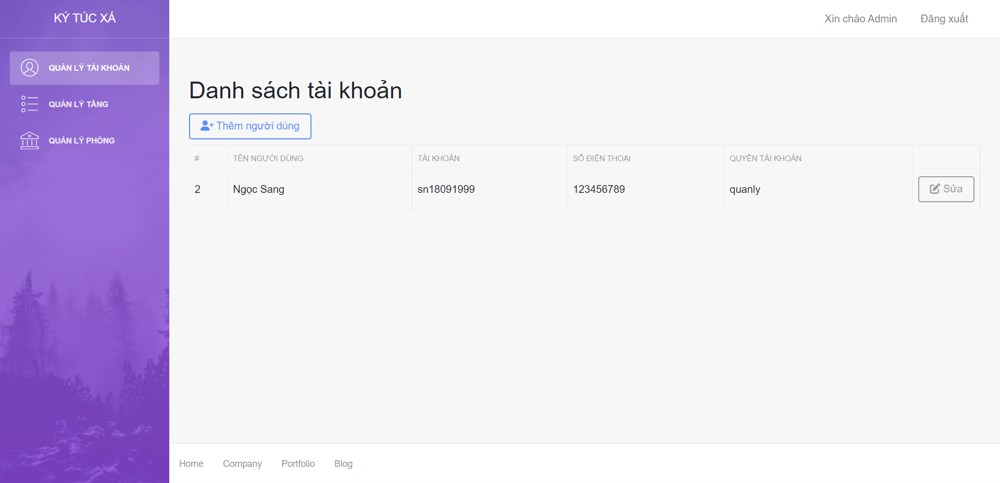 KÝ TÚC XÁ
Xin chào Admin Đăng xuất
QUẢN LÝ TÀI KHOẢN
QUẢN LÝ TẦNG
QUẢN LÝ PHÒNG
Danh sách tài khoản
Thêm người dùng
# TÊN NGƯỜI DÙNG TÀI KHOẢN SỐ ĐIỆN THOẠI QUYỀN TÀI KHOẢN
2 Ngọc Sang sn18091999 123456789 quanly Sửa
Home Company Portfolio Blog